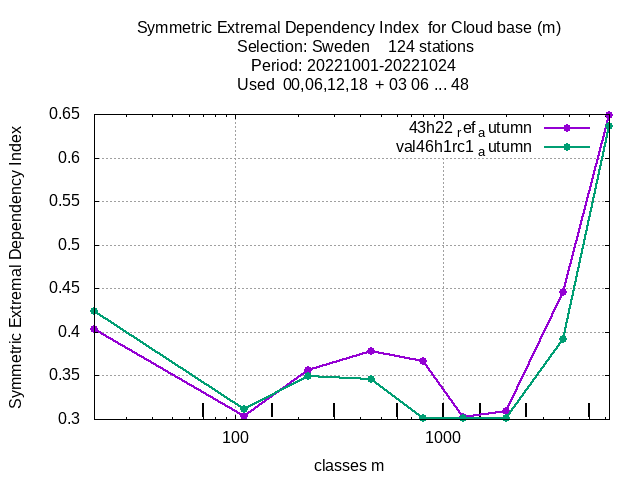 Symmetric Extremal Dependency Index  for Cloud base (m)
Selection: Sweden    124 stations
Period: 20221001-20221024
Used  00,06,12,18  + 03 06 ... 48
43h22 ref autumn
val46h1rc1 autumn
0.65
0.6
0.55
0.5
0.45
0.4
0.35
0.3
Symmetric Extremal Dependency Index
100 1000
classes m